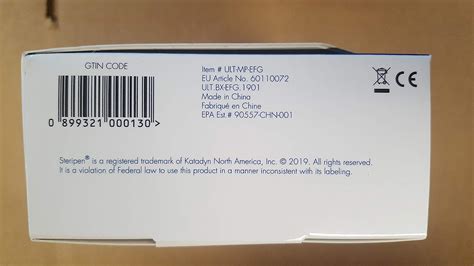 GTIN CODE
0 899321 000130 >
Item # ULT-MP-EFG
EU Article No. 60110072
ULT.BX-EFG.1901
Made in China
Fabriqué en Chine
EPA Est.# 90557-CHN-001
CE
Steripen® is a registered trademark of Katadyn North America, Inc. © 2019. All rights reserved.
It is a violation of Federal law to use this product in a manner inconsistent with its labeling.